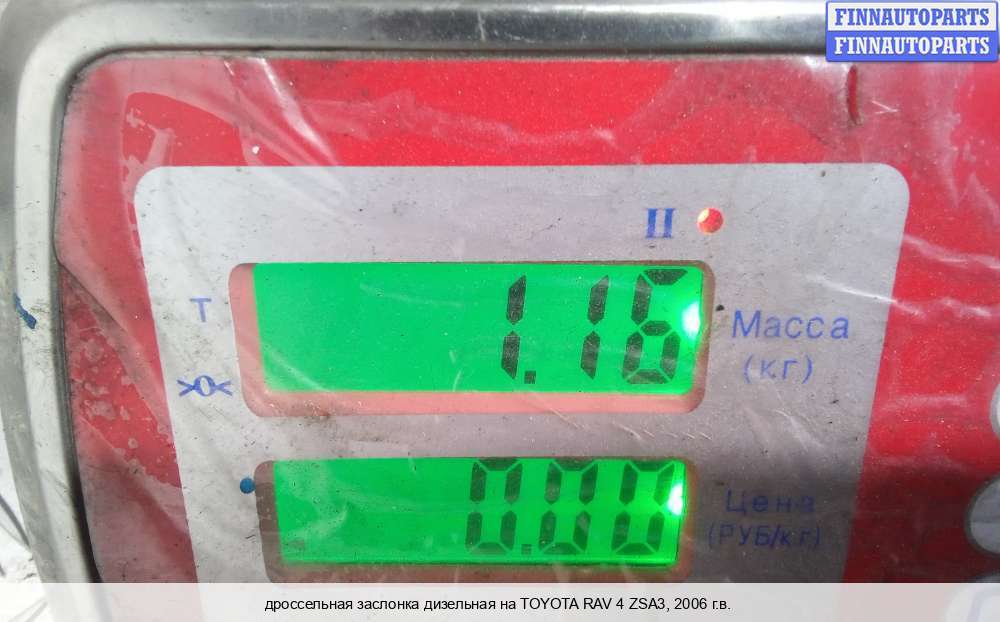 FINNAUTOPARTS
FINNAUTOPARTS
II
T
1.16
Масса
(кг)
>0<
0.00
Цена
(РУБ/кг)
дроссельная заслонка дизельная на TOYOTA RAV 4 ZSA3, 2006 г.в.